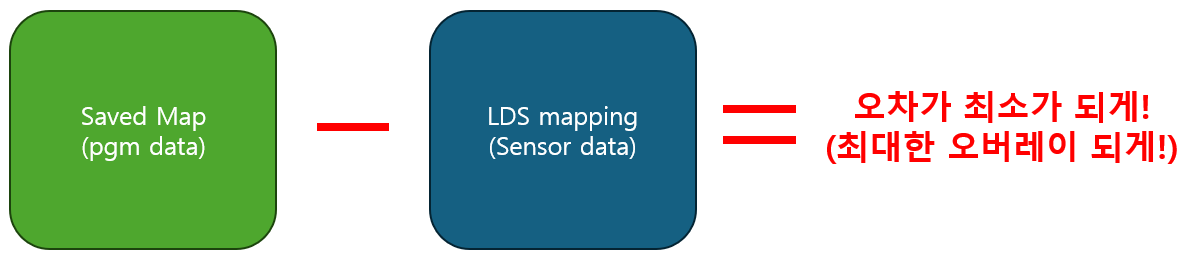 Saved Map
(pgm data)
LDS mapping
(Sensor data)
오차가 최소가 되게!
(최대한 오버레이 되게!)